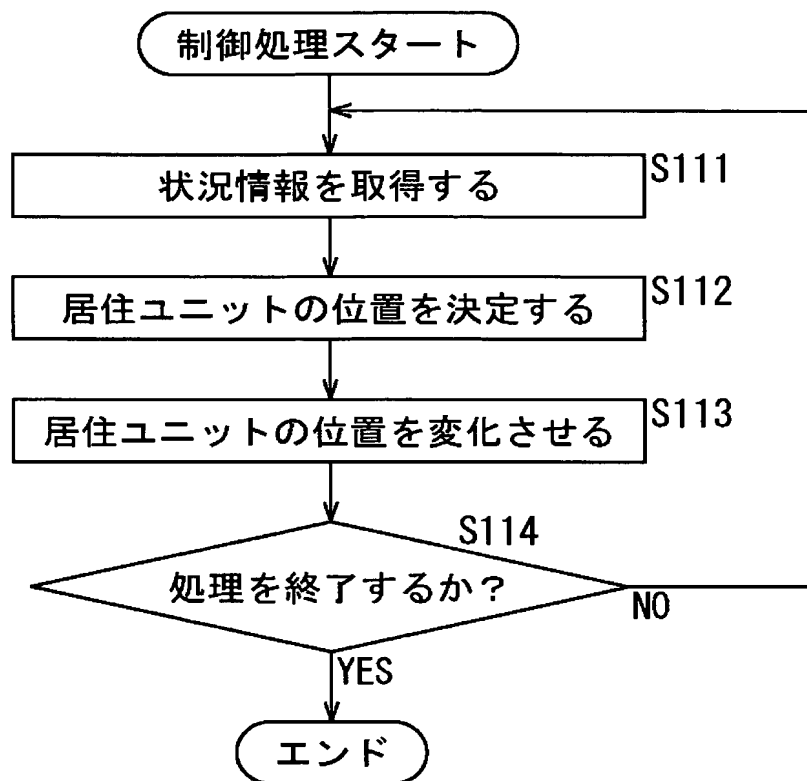 制御処理スタート
状況情報を取得する
S111
居住ユニットの位置を決定する
S112
居住ユニットの位置を変化させる
S113
S114
処理を終了するか？
NO
YES
エンド